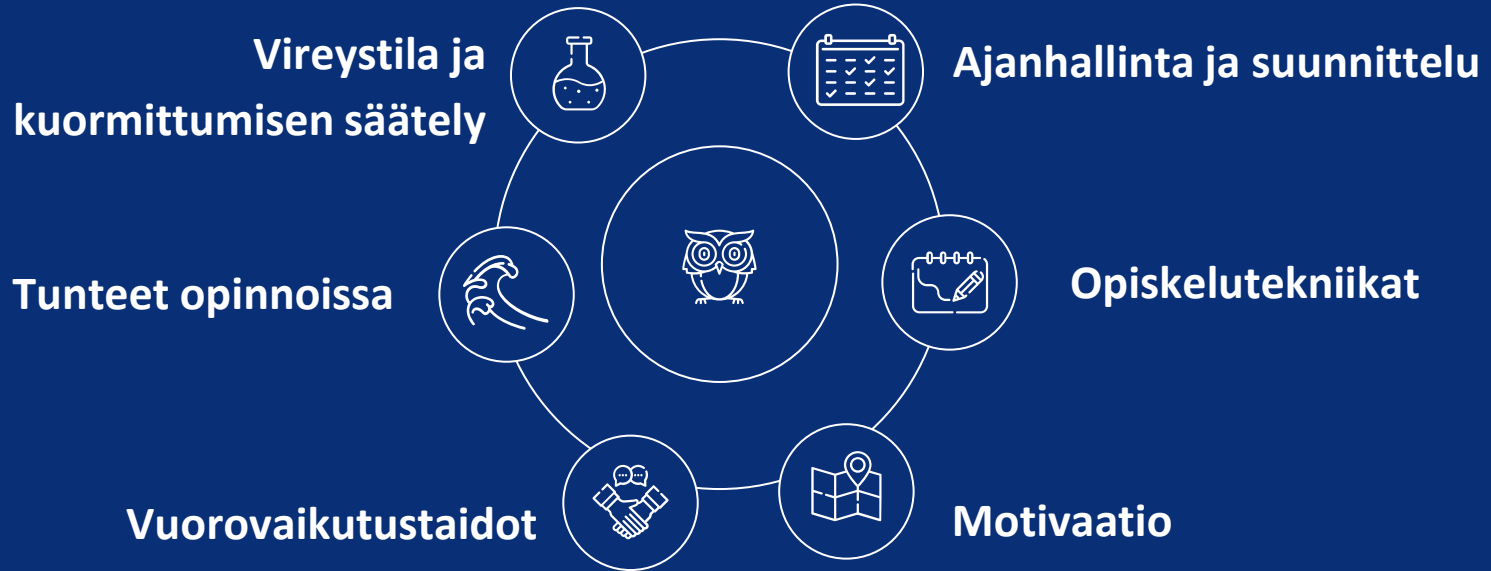 Vireystila ja
kuormittumisen säätely
Ajanhallinta ja suunnittelu
Tunteet opinnoissa
Opiskelutekniikat
Vuorovaikutustaidot
Motivaatio